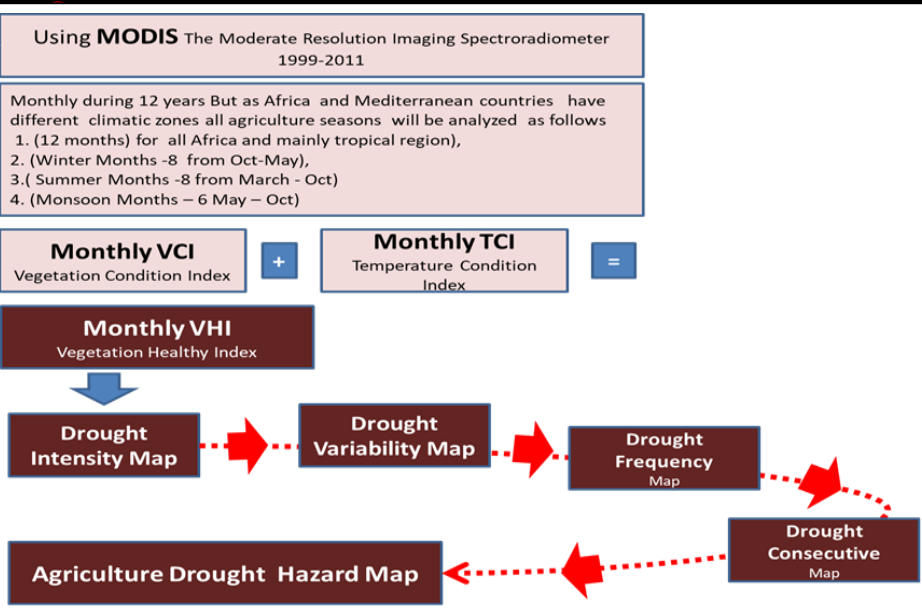 Using MODIS The Moderate Resolution Imaging Spectroradiometer
1999-2011
Monthly during 12 years But as Africa and Mediterranean countries have
different climatic zones all agriculture seasons will be analyzed as follows
1. (12 months) for all Africa and mainly tropical region),
2. (Winter Months -8 from Oct-May),
3.( Summer Months -8 from March - Oct)
4. (Monsoon Months – 6 May – Oct)
Monthly VCI
Vegetation Condition Index
+
Monthly TCI
Temperature Condition
Index
=
Monthly VHI
Vegetation Healthy Index
Drought
Intensity Map
Drought
Variability Map
Drought
Frequency
Map
Drought
Consecutive
Map
Agriculture Drought Hazard Map